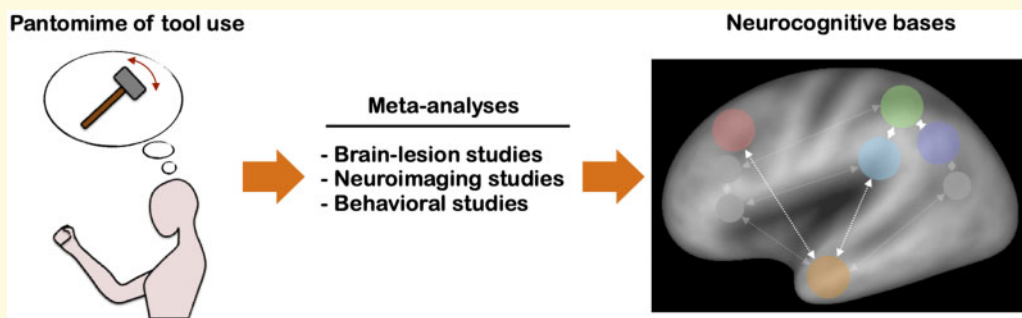 Pantomime of tool use
Meta-analyses
- Brain-lesion studies
- Neuroimaging studies
- Behavioral studies
Neurocognitive bases